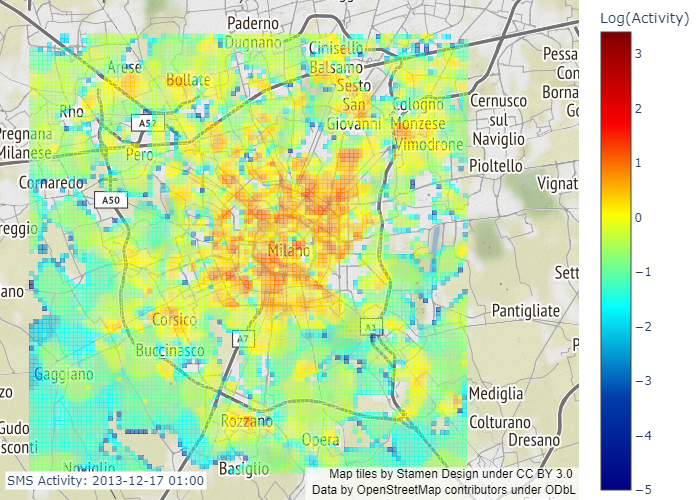 Paderno
Dugnano
Log(Activity)
Cinisello
Balsamo
Pessa
Con
Borna
Go
Arese
Bollate
Sesto
San
Giovanni
Cologno
Monzese
Vimodrone
Cernusco
sul
Naviglio
Rho
A52
Pregnana
Milanese
Pero
Pioltello
Cornaredo
Vignat
A50
reggio
Milano
Sett
ano
Pantigliate
Corsico
A1
A7
P
Buccinasco
Gaggiano
zo
Mediglia
Rozzano
Colturano
Gudo
sconti
Opera
Dresano
Noviglio
Basiglio
SMS Activity: 2013-12-17 01:00
Map tiles by Stamen Design under CC BY 3.0
Data by OpenStreetMap contributors under ODbL
3
2
1
0
−1
−2
−3
−4
−5